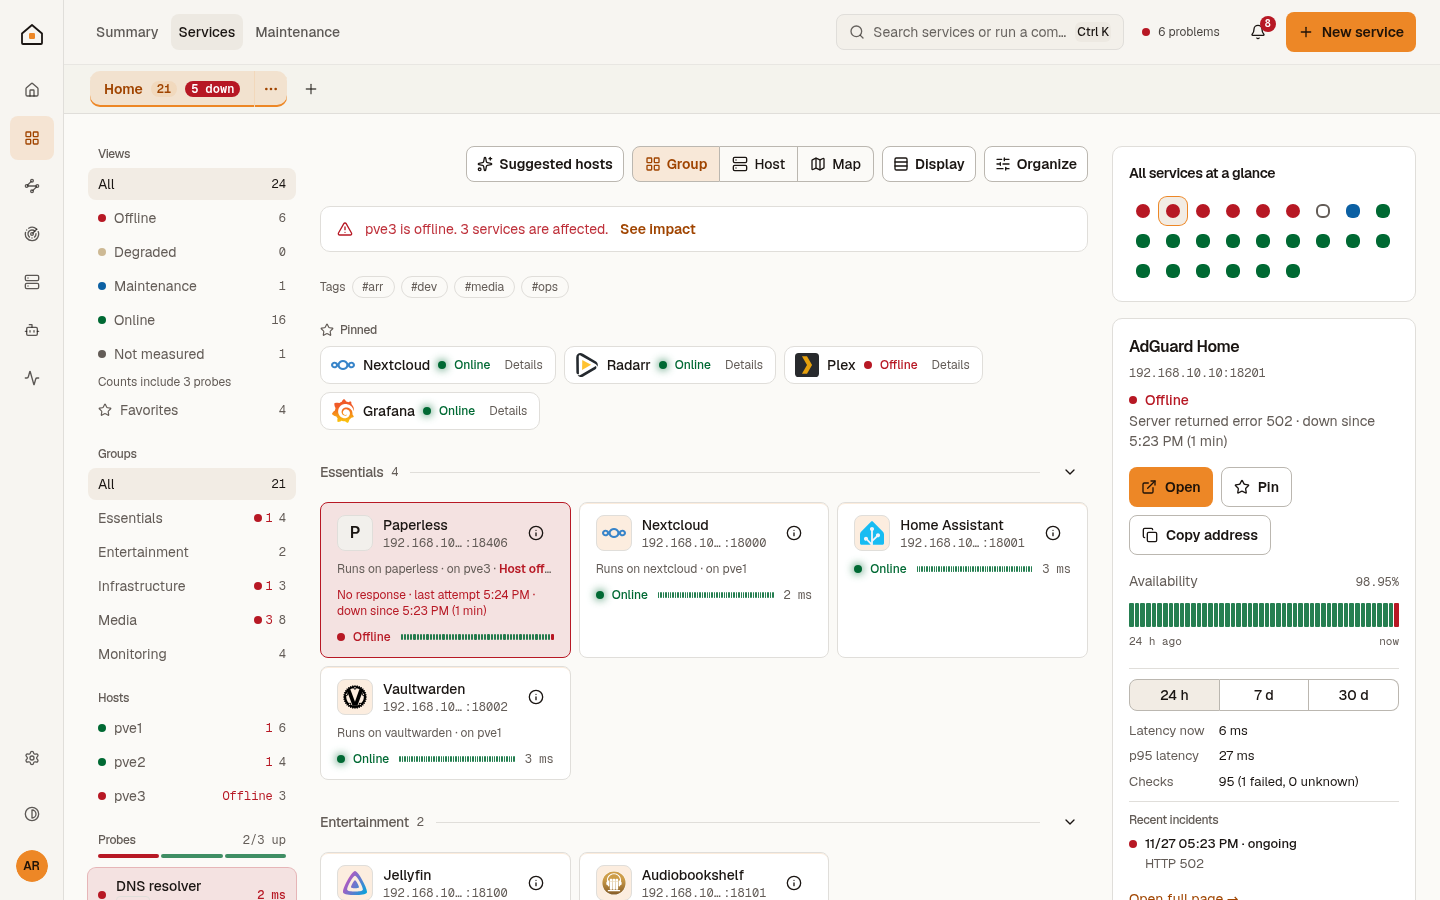 Summary
Services
Maintenance
Search services or run a com... Ctrl K
6 problems
8
New service
Home 21 5 down
Views
All 24
Offline 6
Degraded 0
Maintenance 1
Online 16
Not measured 1
Counts include 3 probes
Favorites 4
Groups
All 21
Essentials 1 4
Entertainment 2
Infrastructure 1 3
Media 3 8
Monitoring 4
Hosts
pve1 1 6
pve2 1 4
pve3 Offline 3
Probes 2/3 up
DNS resolver
2 ms
AR
Suggested hosts
Group
Host
Map
Display
Organize
pve3 is offline. 3 services are affected. See impact
Tags #arr #dev #media #ops
Pinned
Nextcloud Online Details
Radarr Online Details
Plex Offline Details
Grafana Online Details
Essentials 4
P
Paperless
192.168.10… :18406
Runs on paperless · on pve3 · Host off…
No response · last attempt 5:24 PM ·
down since 5:23 PM (1 min)
Offline
Nextcloud
192.168.10… :18000
Runs on nextcloud · on pve1
Online 2 ms
Home Assistant
192.168.10… :18001
Online 3 ms
Vaultwarden
192.168.10… :18002
Runs on vaultwarden · on pve1
Online 3 ms
Entertainment 2
Jellyfin
192.168.10… :18100
Audiobookshelf
192.168.10… :18101
All services at a glance
AdGuard Home
192.168.10.10:18201
Offline
Server returned error 502 · down since
5:23 PM (1 min)
Open
Pin
Copy address
Availability 98.95%
24 h ago now
24 h 7 d 30 d
Latency now 6 ms
p95 latency 27 ms
Checks 95 (1 failed, 0 unknown)
Recent incidents
11/27 05:23 PM · ongoing
HTTP 502
Open full page →